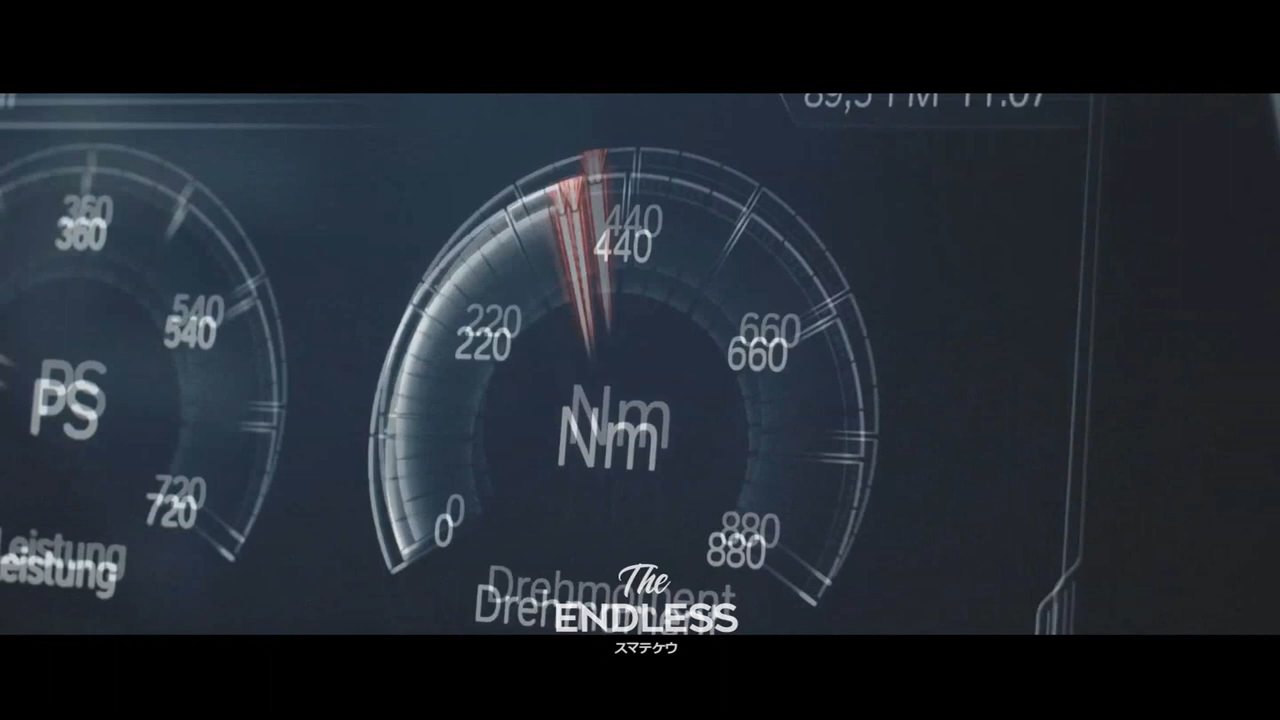 89,5 FM 11:07
360
540
PS
720
Leistung
440
220
660
Nm
0
880
Drehmoment
The
ENDLESS
スマテケウ